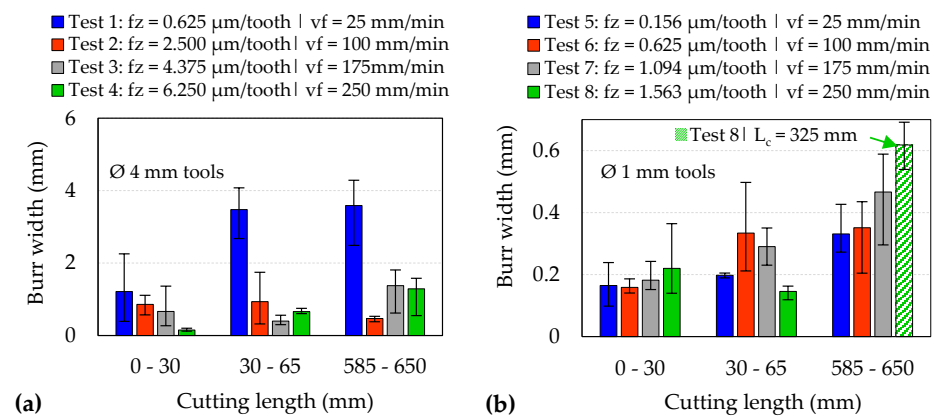 Test 1: fz = 0.625 µm/tooth | vf = 25 mm/min
Test 2: fz = 2.500 µm/tooth| vf = 100 mm/min
Test 3: fz = 4.375 µm/tooth| vf = 175mm/min
Test 4: fz = 6.250 µm/tooth| vf = 250 mm/min
6
4
2
0
Burr width (mm)
Ø 4 mm tools
0 - 30
30 - 65
585 - 650
Cutting length (mm)
(a)
Test 5: fz = 0.156 µm/tooth | vf = 25 mm/min
Test 6: fz = 0.625 µm/tooth | vf = 100 mm/min
Test 7: fz = 1.094 µm/tooth | vf = 175 mm/min
Test 8: fz = 1.563 µm/tooth | vf = 250 mm/min
0.6
0.4
0.2
0
Burr width (mm)
Test 8| Lc = 325 mm
Ø 1 mm tools
0 - 30
30 - 65
585 - 650
Cutting length (mm)
(b)